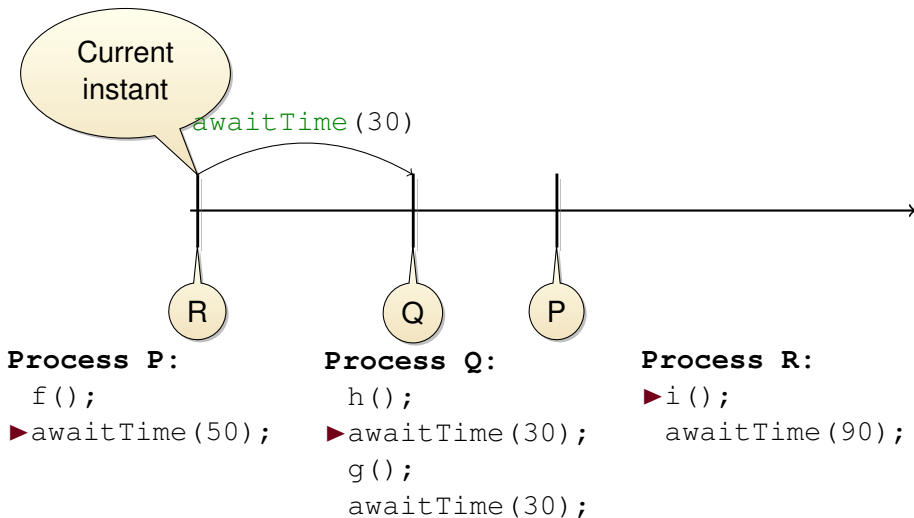 Current
instant
awaitTime(30)
R
Q
P
Process P:
f();
▶awaitTime(50);
Process Q:
h();
▶awaitTime(30);
g();
awaitTime(30);
Process R:
▶i();
awaitTime(90);